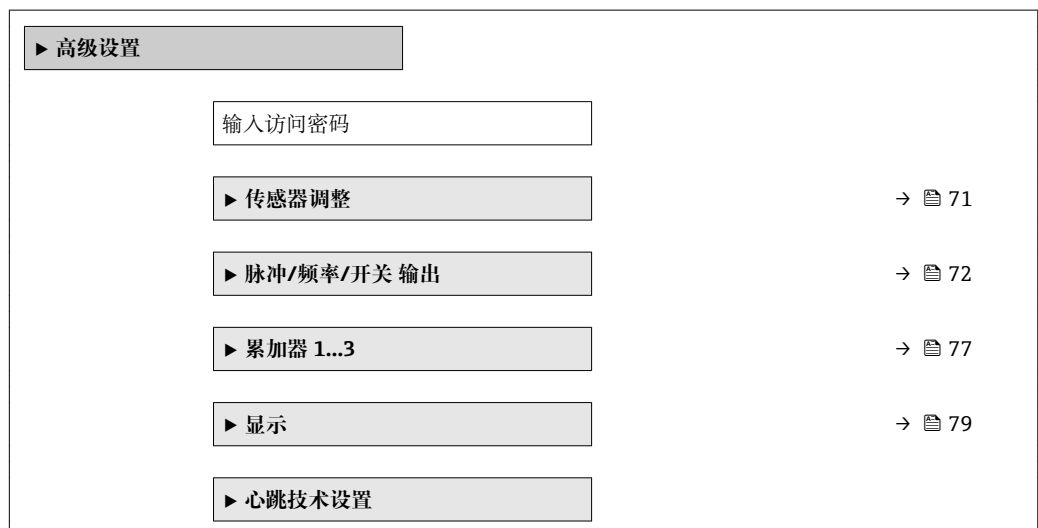 ▶ 高级设置
输入访问密码
▶ 传感器调整 → 71
▶ 脉冲/频率/开关 输出 → 72
▶ 累加器 1…3 → 77
▶ 显示 → 79
▶ 心跳技术设置